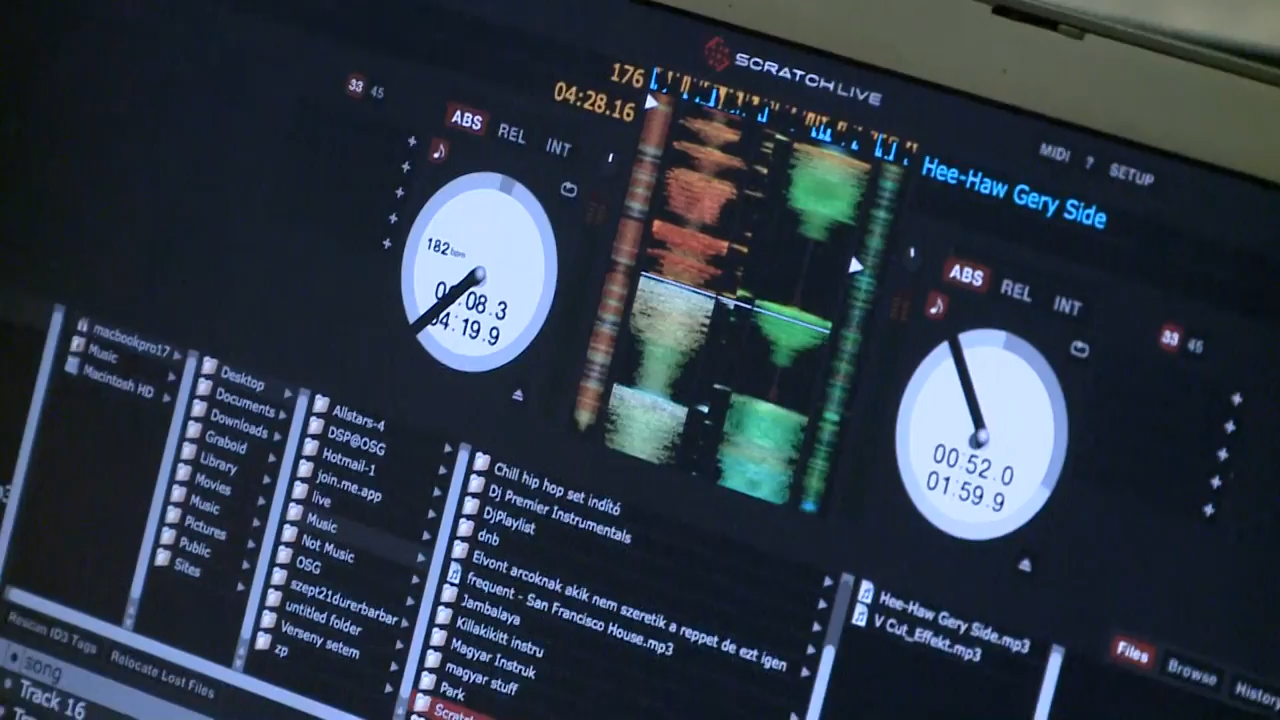 SCRATCH LIVE
176
04:28.16
33 45
ABS REL INT
182 bpm
04:19.9
MIDI ? SETUP
Hee-Haw Gery Side
ABS REL INT
33 45
00:52.0
01:59.9
macbookpro17
Music
Macintosh HD
Desktop
Documents
Downloads
Graboid
Library
Movies
Music
Pictures
Public
Sites
Allstars-4
DSP@OSG
Hotmail-1
join.me.app
live
Music
Not Music
OSG
szept21durerbarbar
untitled folder
Verseny setem
zp
Chill hip hop set indító
Dj Premier Instrumentals
DjPlaylist
dnb
Elvont arcoknak akik nem szeretik a reppet de ezt igen
frequent - San Francisco House.mp3
Jambalaya
Killakikitt instru
Magyar Instruk
magyar stuff
Park
Hee-Haw Gery Side.mp3
V Cut_Effekt.mp3
Files Browse History
Rescan ID3 Tags Relocate Lost Files
song
Track 16